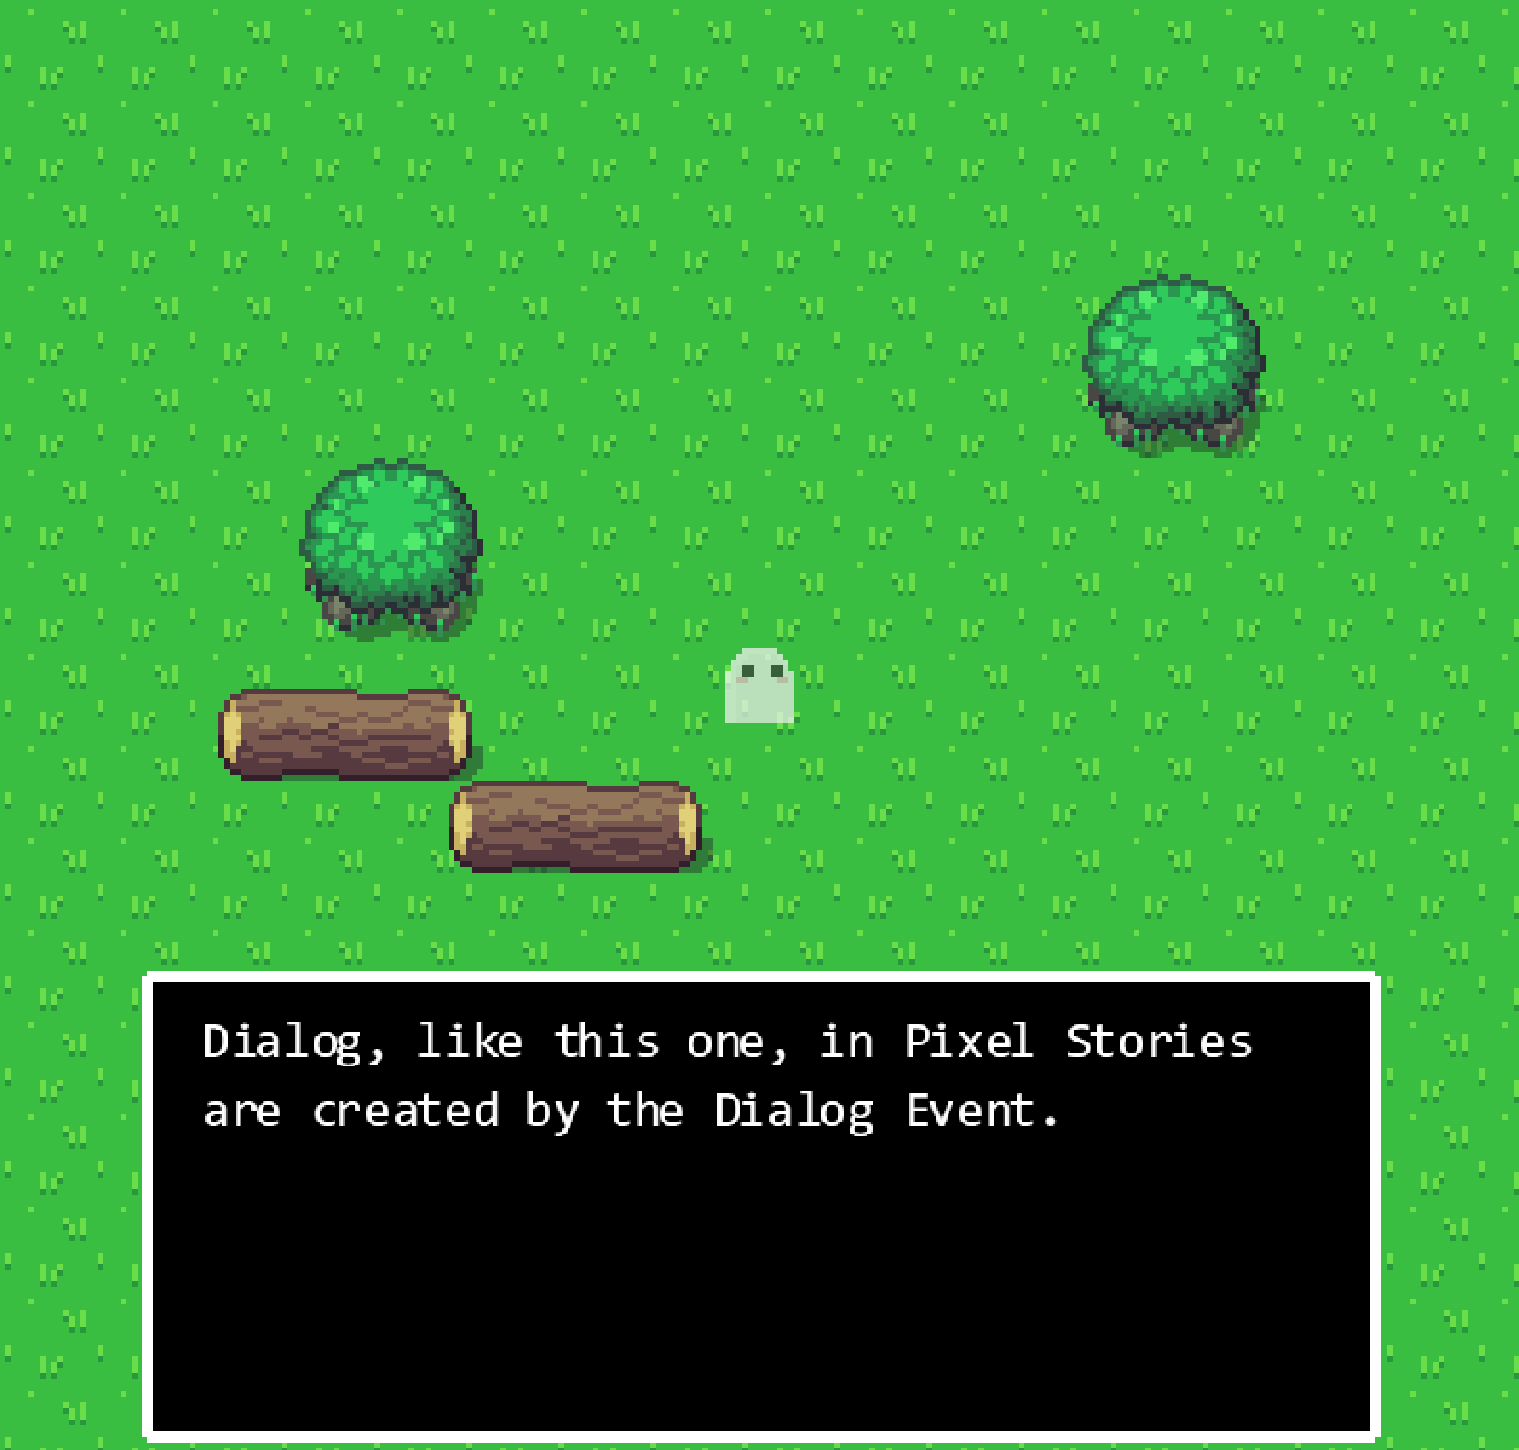 Dialog, like this one, in Pixel Stories
are created by the Dialog Event.